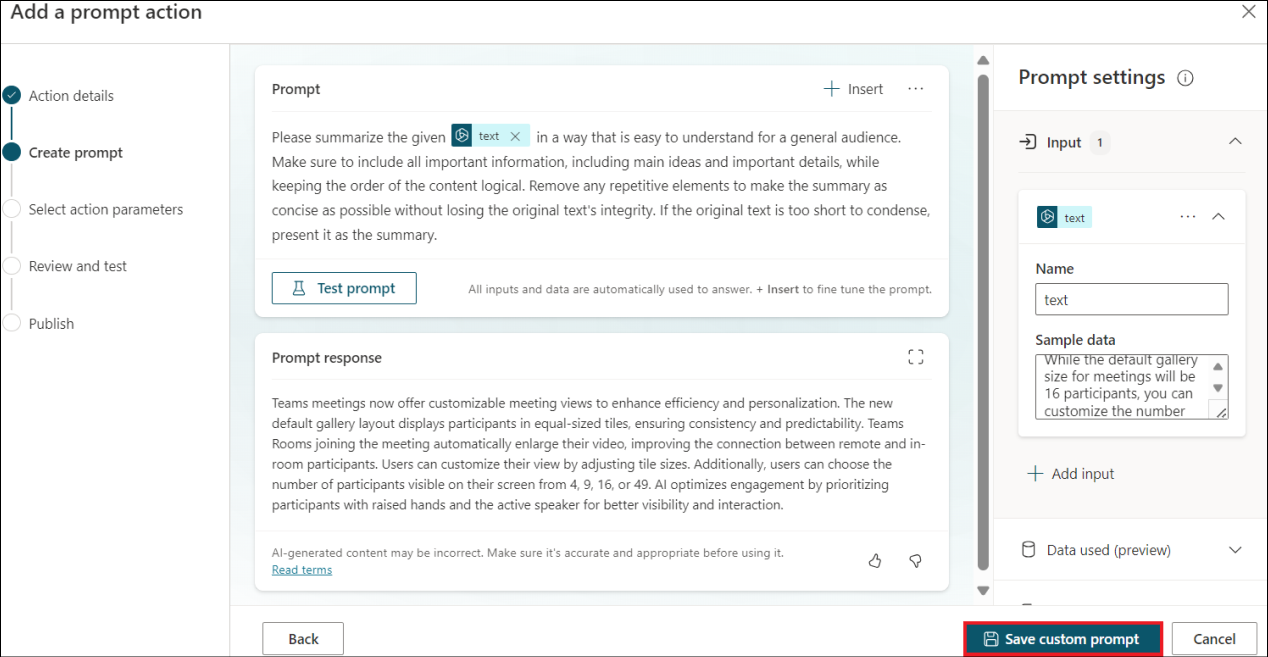 Add a prompt action
Action details
Create prompt
Select action parameters
Review and test
Publish
Prompt
Insert
Please summarize the given text in a way that is easy to understand for a general audience.
Make sure to include all important information, including main ideas and important details, while
keeping the order of the content logical. Remove any repetitive elements to make the summary as
concise as possible without losing the original text's integrity. If the original text is too short to condense,
present it as the summary.
Test prompt
All inputs and data are automatically used to answer. + Insert to fine tune the prompt.
Prompt response
Teams meetings now offer customizable meeting views to enhance efficiency and personalization. The new
default gallery layout displays participants in equal-sized tiles, ensuring consistency and predictability. Teams
Rooms joining the meeting automatically enlarge their video, improving the connection between remote and in-
room participants. Users can customize their view by adjusting tile sizes. Additionally, users can choose the
number of participants visible on their screen from 4, 9, 16, or 49. AI optimizes engagement by prioritizing
participants with raised hands and the active speaker for better visibility and interaction.
AI-generated content may be incorrect. Make sure it's accurate and appropriate before using it.
Read terms
Back
Prompt settings
Input 1
text
Name
text
Sample data
While the default gallery
size for meetings will be
16 participants, you can
customize the number
Add input
Data used (preview)
Save custom prompt
Cancel